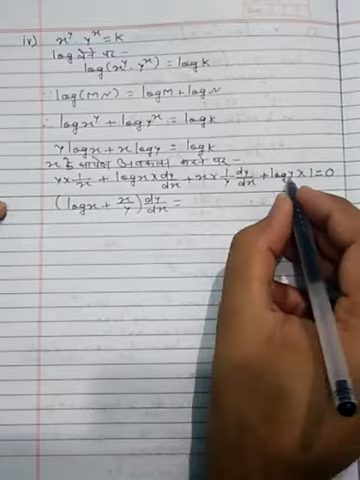 iv) x^y . y^x = k
log लेने पर -
log(x^y . y^x) = log k
∵ log(MN) = log M + log N
∴ log x^y + log y^x = log k
y log x + x log y = log k
x के सापेक्ष अवकलन करने पर -
y × 1/x + log x × dy/dx + x × 1/y dy/dx + log y × 1 = 0
(log x + x/y) dy/dx =